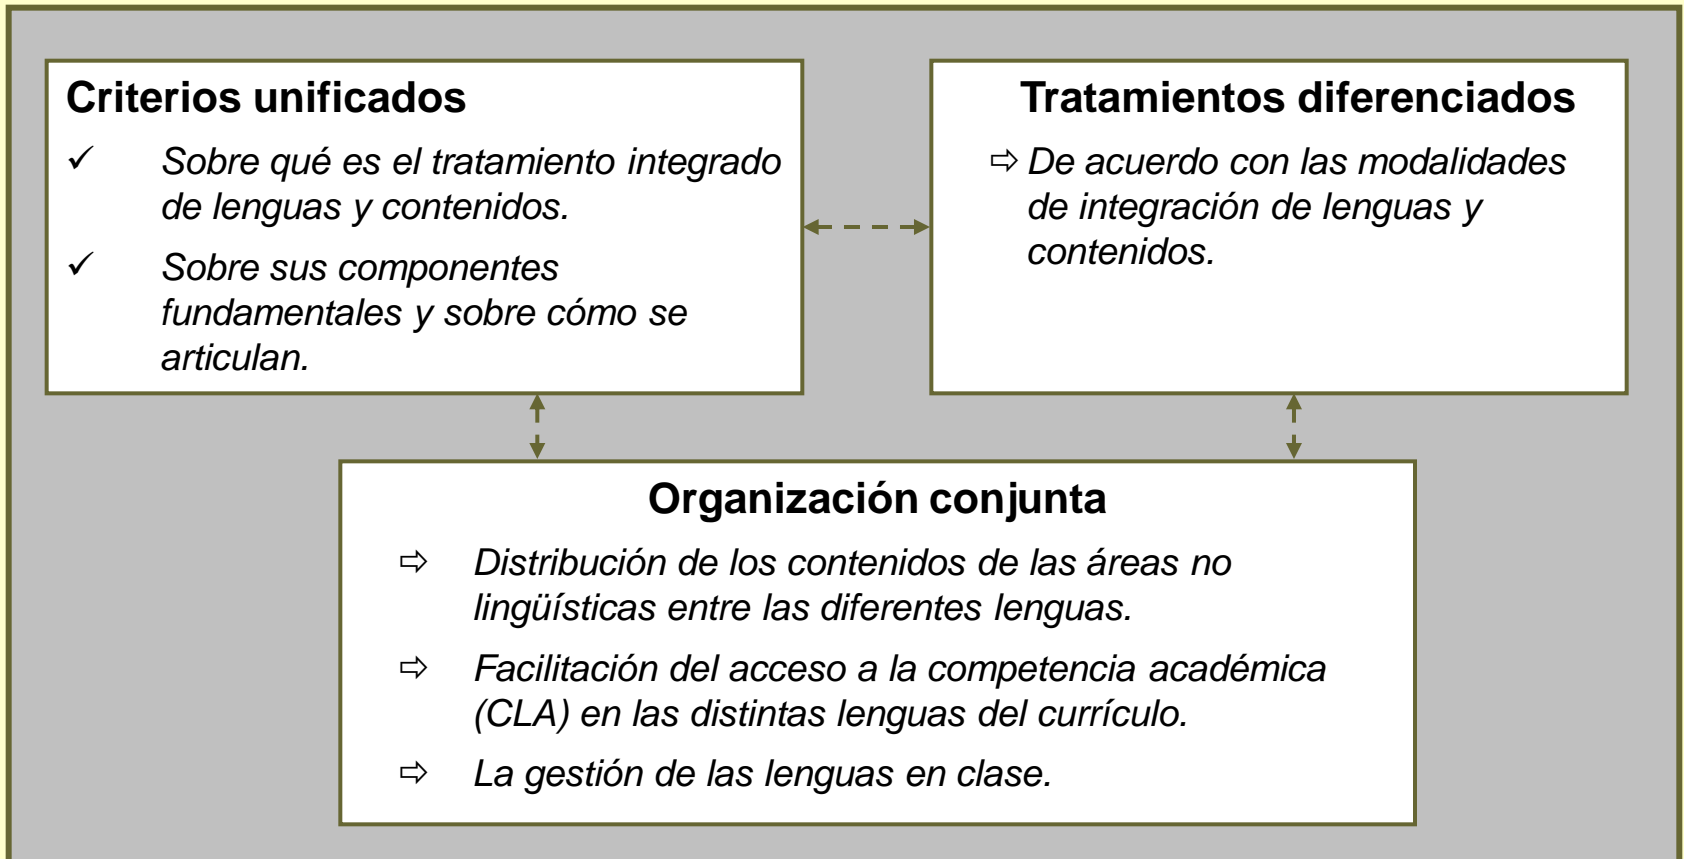 Criterios unificados
✓ Sobre qué es el tratamiento integrado
de lenguas y contenidos.
✓ Sobre sus componentes
fundamentales y sobre cómo se
articulan.
Tratamientos diferenciados
⇨ De acuerdo con las modalidades
de integración de lenguas y
contenidos.
Organización conjunta
⇨ Distribución de los contenidos de las áreas no
lingüísticas entre las diferentes lenguas.
⇨ Facilitación del acceso a la competencia académica
(CLA) en las distintas lenguas del currículo.
⇨ La gestión de las lenguas en clase.